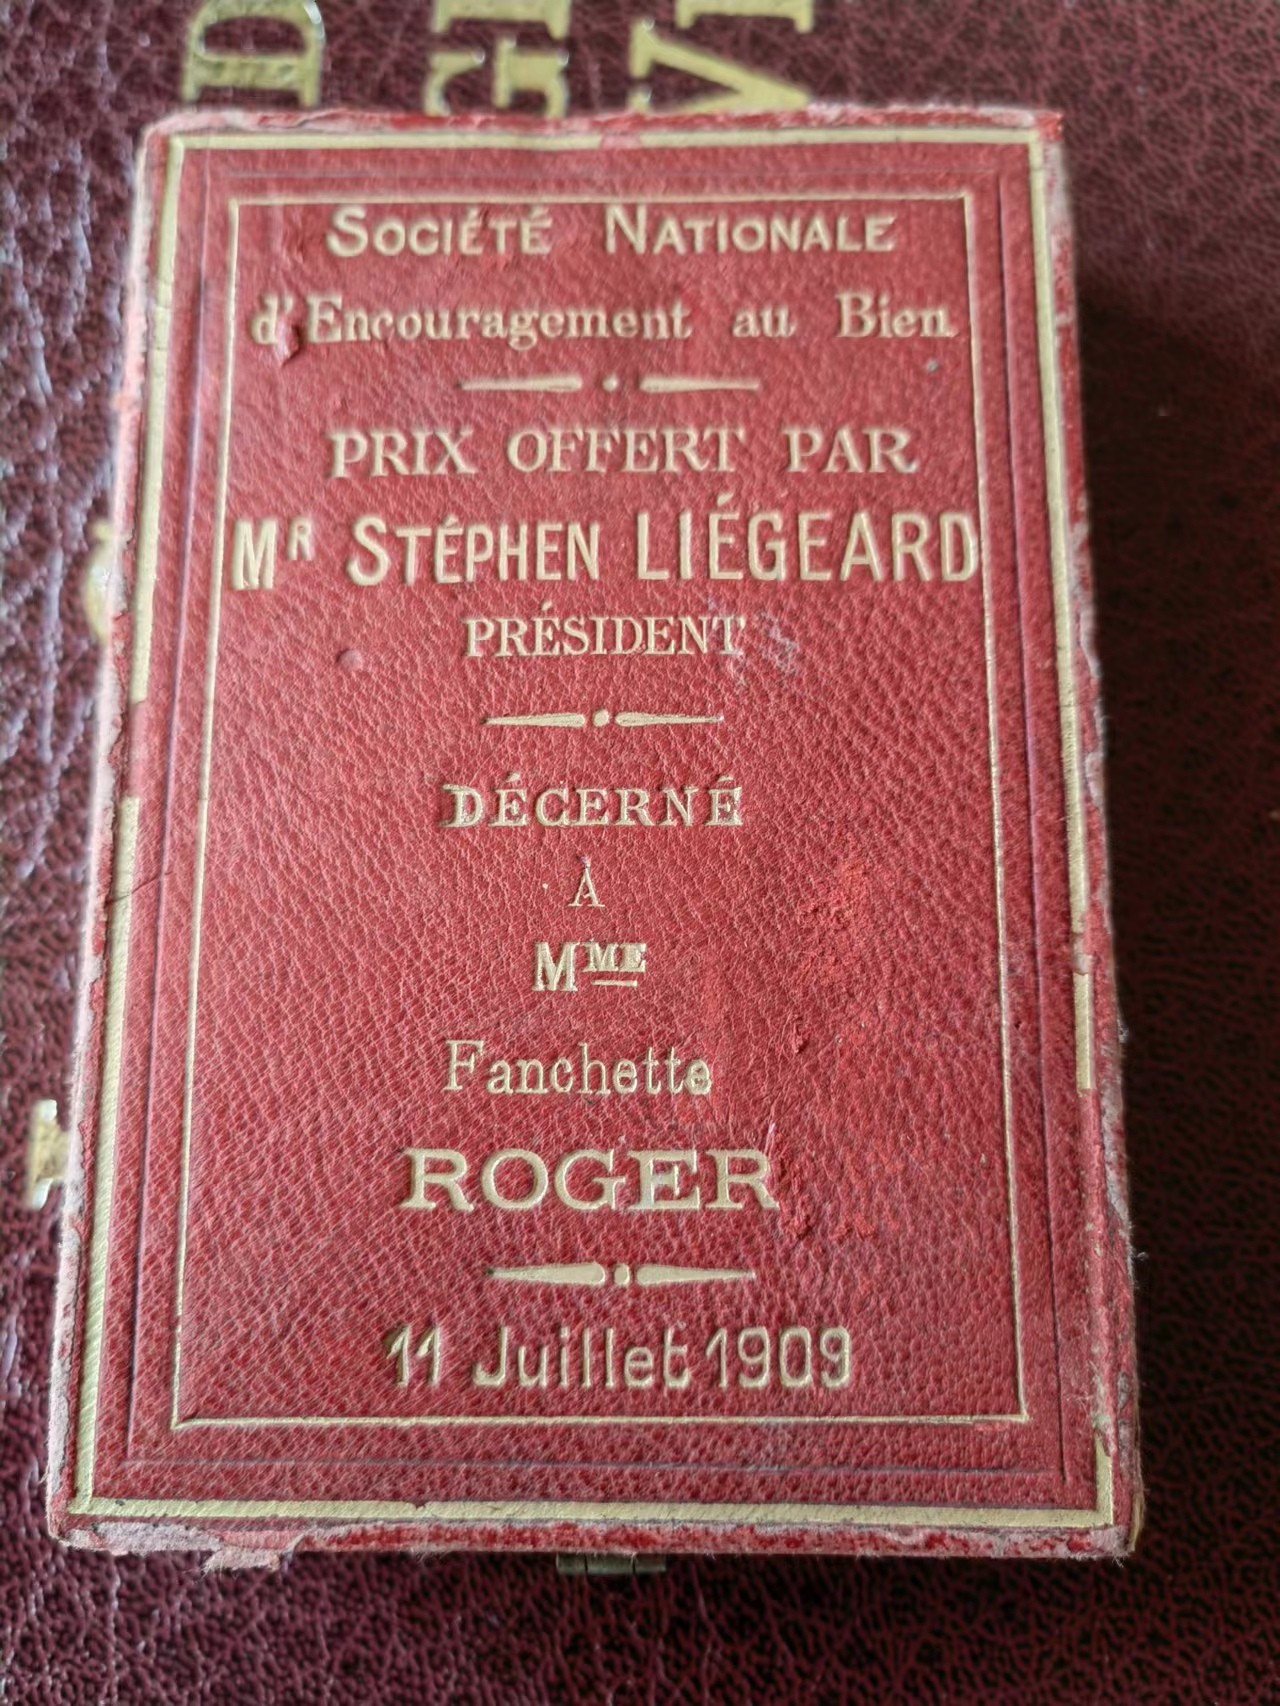 SOCIÉTÉ NATIONALE
d'Encouragement au Bien
PRIX OFFERT PAR
MR STÉPHEN LIÉGEARD
PRÉSIDENT
DÉCERNÉ
À
MME
Fanchette
ROGER
11 Juillet 1909